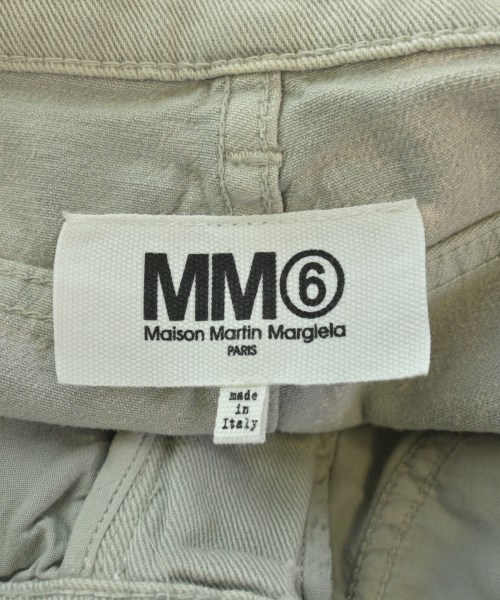 MM⑥
Maison Martin Margiela
PARIS
made
in
Italy